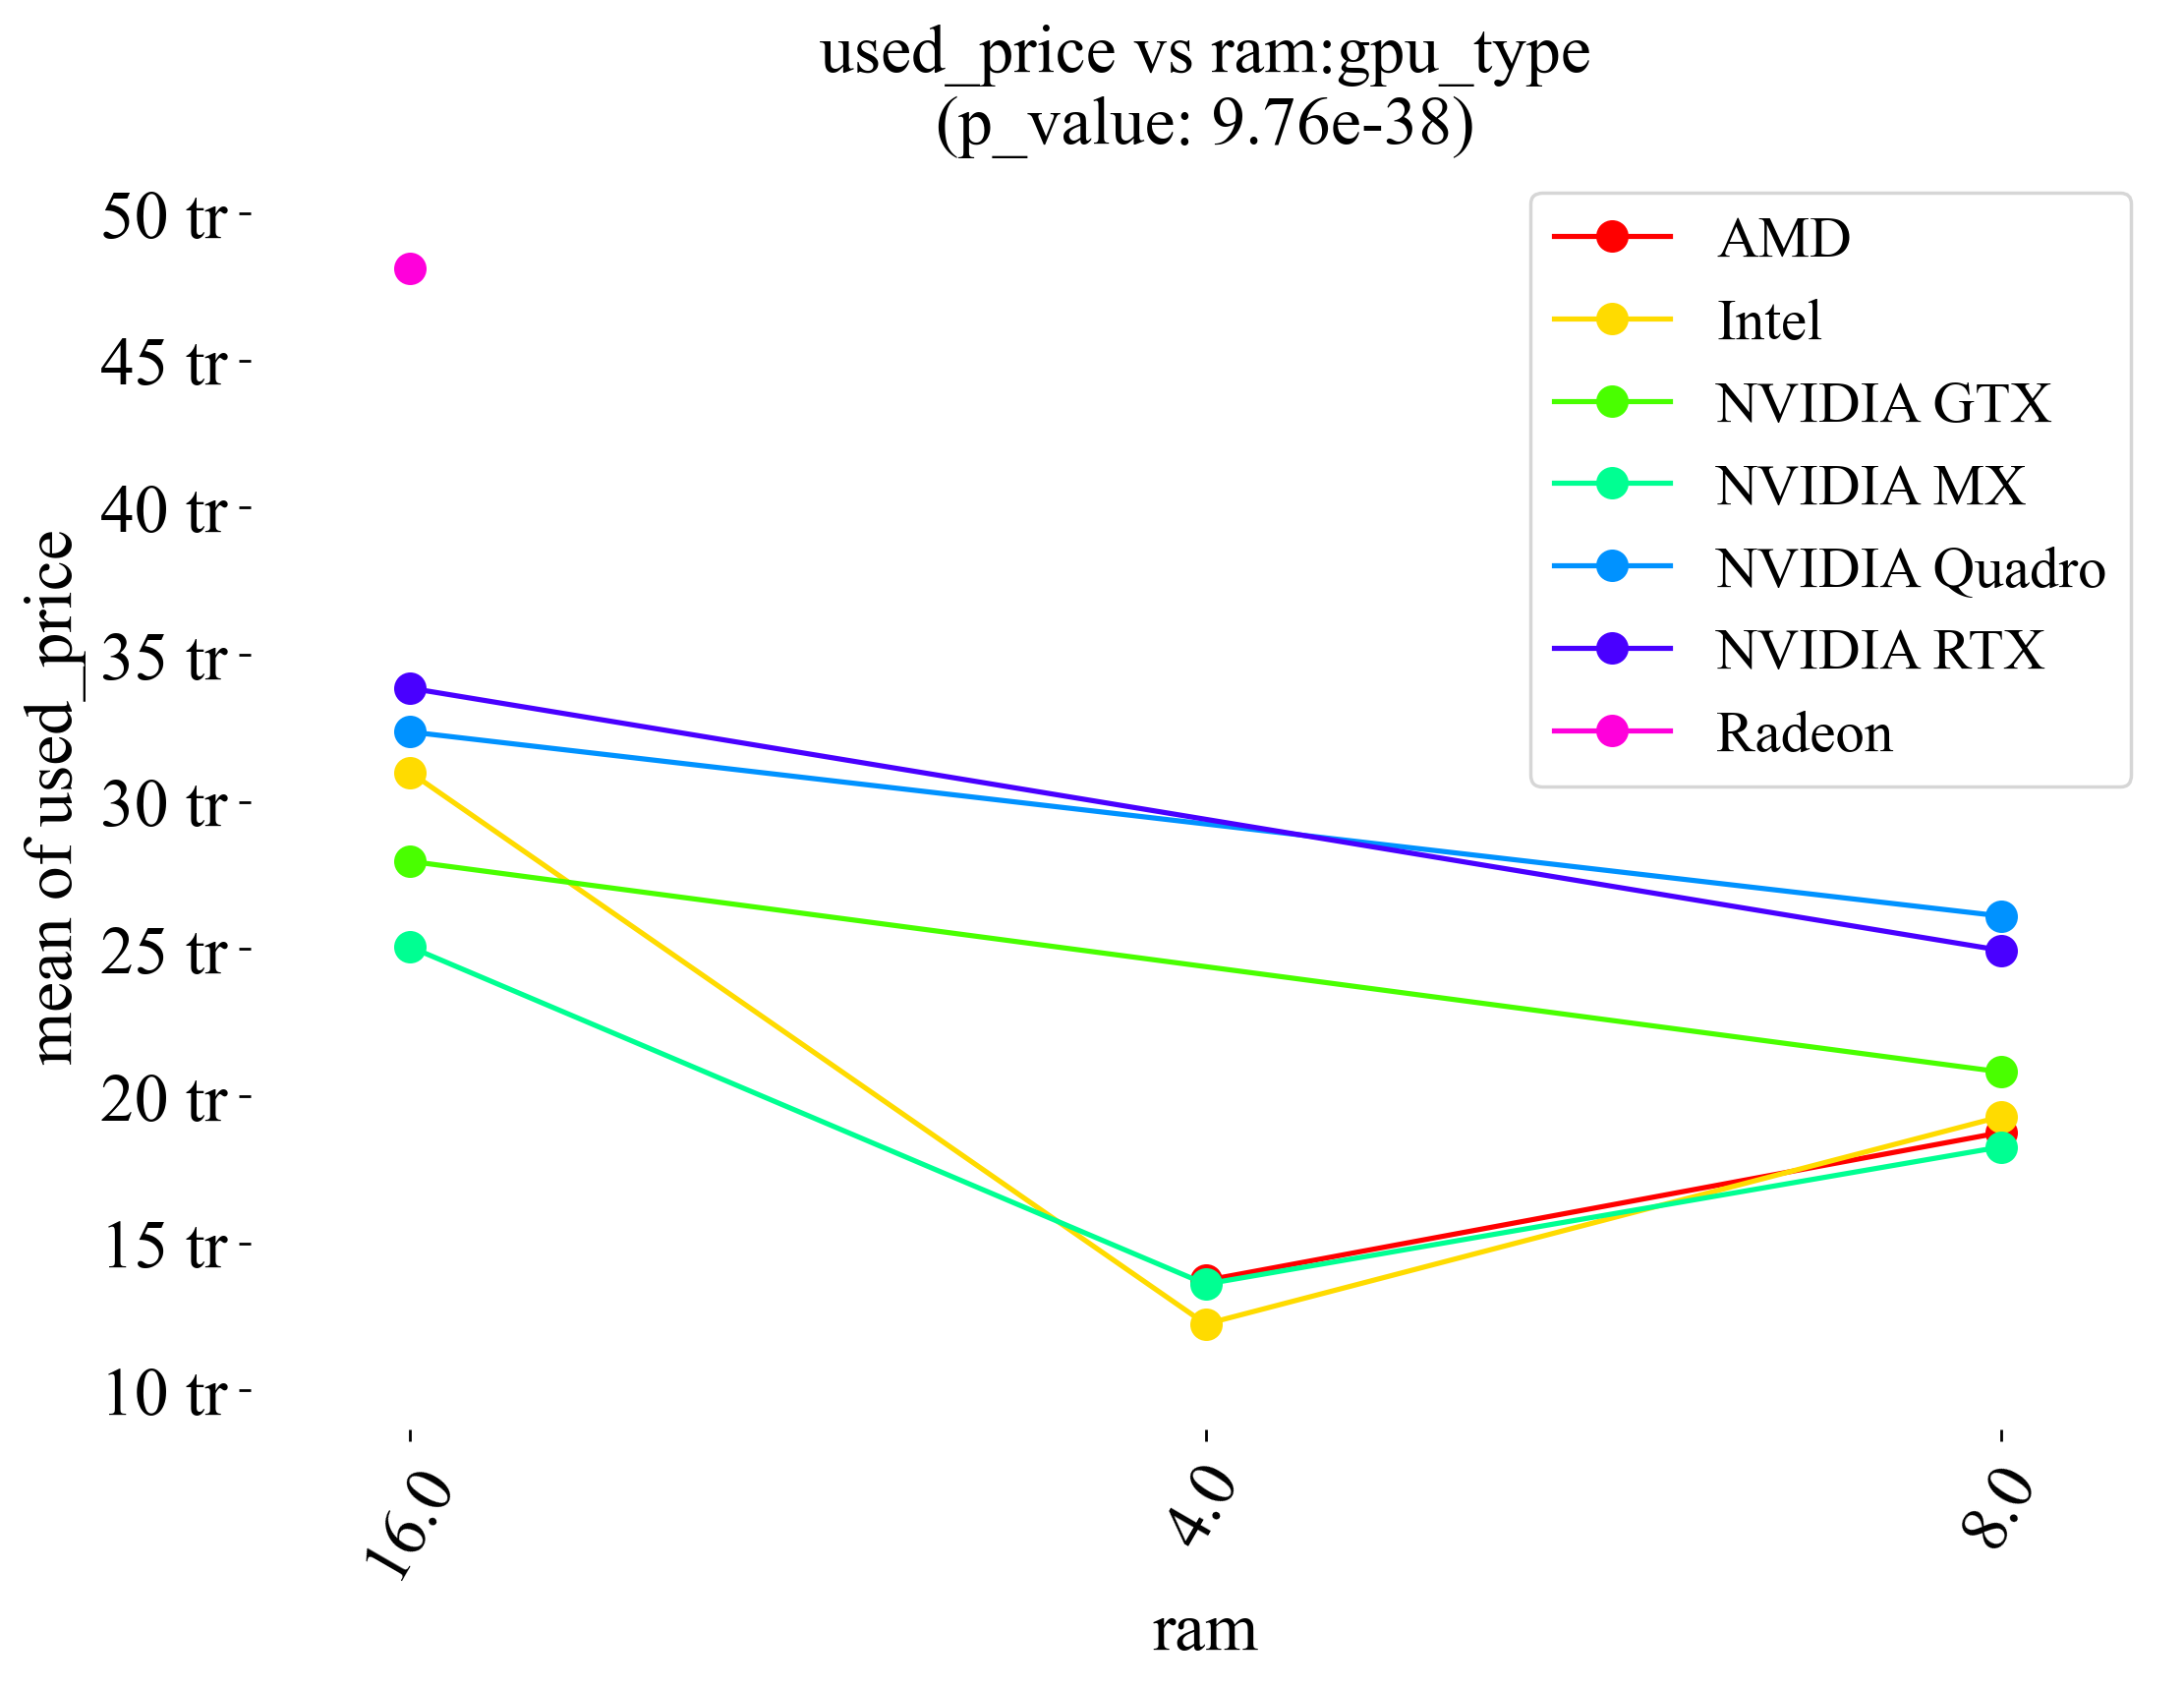 used_price vs ram:gpu_type
(p_value: 9.76e-38)
50 tr
45 tr
40 tr
35 tr
30 tr
25 tr
20 tr
15 tr
10 tr
mean of used_price
AMD
Intel
NVIDIA GTX
NVIDIA MX
NVIDIA Quadro
NVIDIA RTX
Radeon
16.0
4.0
8.0
ram